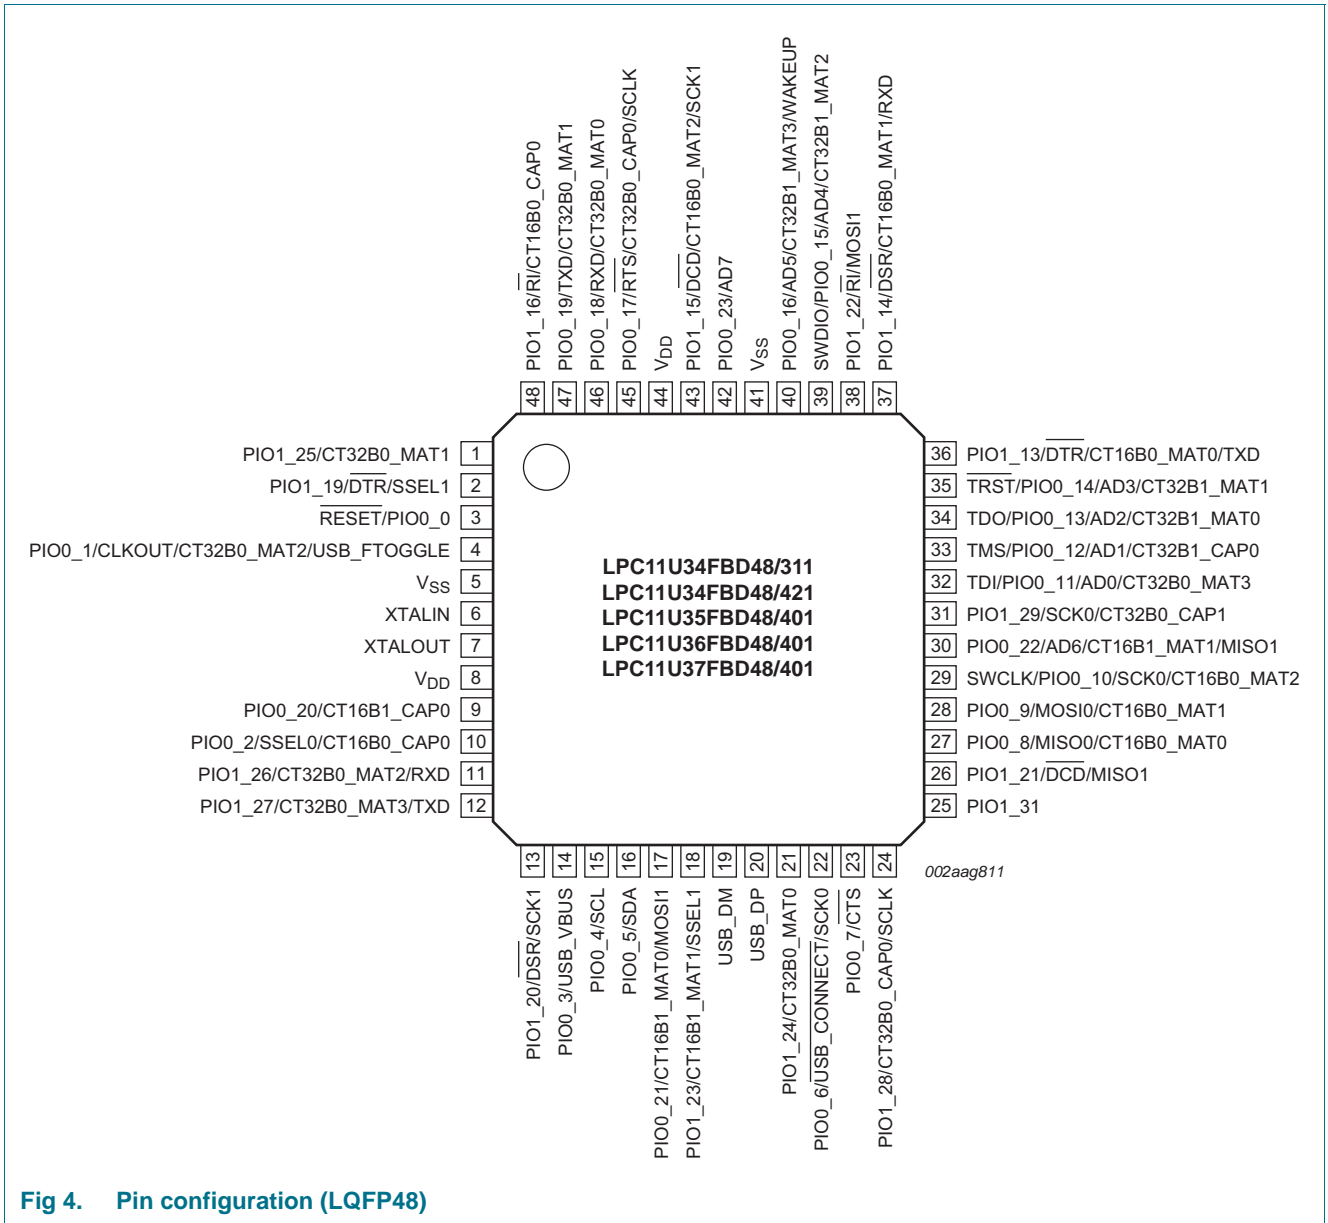 48 PIO1_16/RI/CT16B0_CAP0
47 PIO0_19/TXD/CT32B0_MAT1
46 PIO0_18/RXD/CT32B0_MAT0
45 PIO0_17/RTS/CT32B0_CAP0/SCLK
44 VDD
43 PIO1_15/DCD/CT16B0_MAT2/SCK1
42 PIO0_23/AD7
41 VSS
40 PIO0_16/AD5/CT32B1_MAT3/WAKEUP
39 SWDIO/PIO0_15/AD4/CT32B1_MAT2
38 PIO1_22/RI/MOSI1
37 PIO1_14/DSR/CT16B0_MAT1/RXD
PIO1_25/CT32B0_MAT1 1
PIO1_19/DTR/SSEL1 2
RESET/PIO0_0 3
PIO0_1/CLKOUT/CT32B0_MAT2/USB_FTOGGLE 4
VSS 5
XTALIN 6
XTALOUT 7
VDD 8
PIO0_20/CT16B1_CAP0 9
PIO0_2/SSEL0/CT16B0_CAP0 10
PIO1_26/CT32B0_MAT2/RXD 11
PIO1_27/CT32B0_MAT3/TXD 12
LPC11U34FBD48/311
LPC11U34FBD48/421
LPC11U35FBD48/401
LPC11U36FBD48/401
LPC11U37FBD48/401
36 PIO1_13/DTR/CT16B0_MAT0/TXD
35 TRST/PIO0_14/AD3/CT32B1_MAT1
34 TDO/PIO0_13/AD2/CT32B1_MAT0
33 TMS/PIO0_12/AD1/CT32B1_CAP0
32 TDI/PIO0_11/AD0/CT32B0_MAT3
31 PIO1_29/SCK0/CT32B0_CAP1
30 PIO0_22/AD6/CT16B1_MAT1/MISO1
29 SWCLK/PIO0_10/SCK0/CT16B0_MAT2
28 PIO0_9/MOSI0/CT16B0_MAT1
27 PIO0_8/MISO0/CT16B0_MAT0
26 PIO1_21/DCD/MISO1
25 PIO1_31
PIO1_20/DSR/SCK1 13
PIO0_3/USB_VBUS 14
PIO0_4/SCL 15
PIO0_5/SDA 16
PIO0_21/CT16B1_MAT0/MOSI1 17
PIO1_23/CT16B1_MAT1/SSEL1 18
USB_DM 19
USB_DP 20
PIO1_24/CT32B0_MAT0 21
PIO0_6/USB_CONNECT/SCK0 22
PIO0_7/CTS 23
PIO1_28/CT32B0_CAP0/SCLK 24
002aag811
Fig 4. Pin configuration (LQFP48)